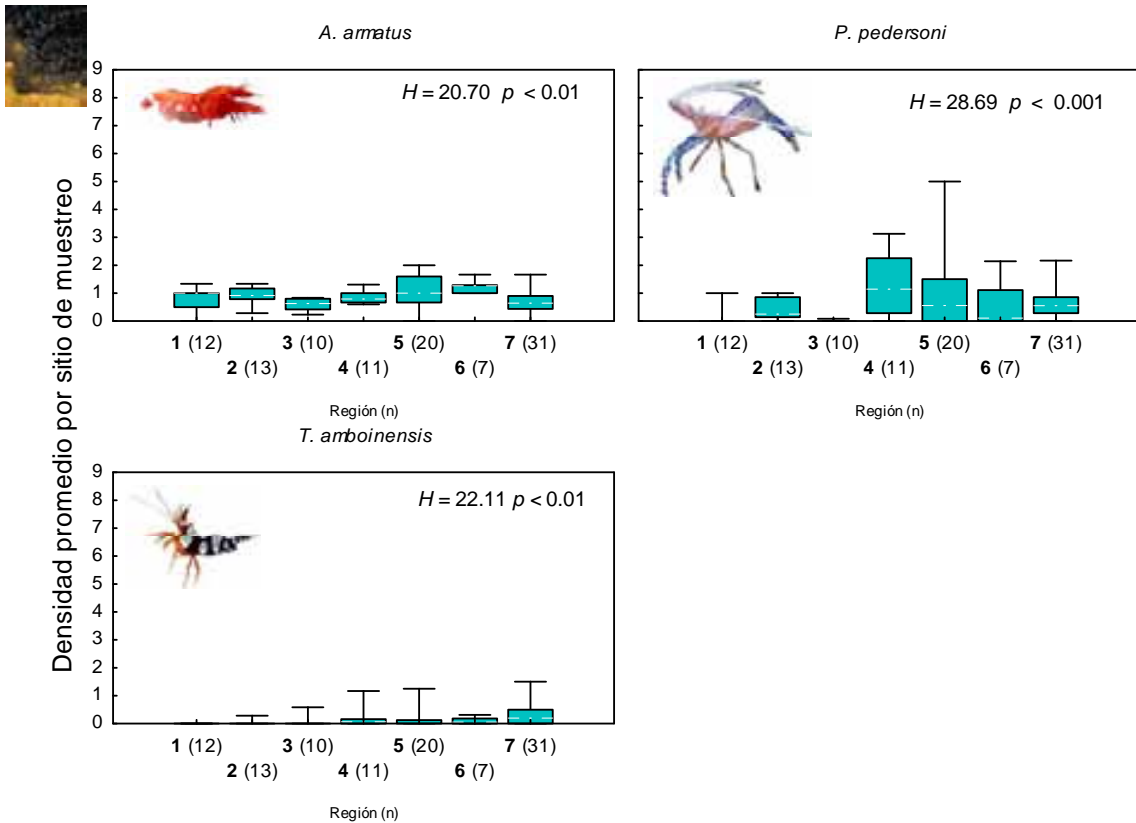 A. armatus
P. pedersoni
Densidad promedio por sitio de muestreo
9
8
7
6
5
4
3
2
1
0
H = 20.70 p < 0.01
H = 28.69 p < 0.001
1 (12) 3 (10) 5 (20) 7 (31)
2 (13) 4 (11) 6 (7)
Región (n)
1 (12) 3 (10) 5 (20) 7 (31)
2 (13) 4 (11) 6 (7)
Región (n)
T. amboinensis
9
8
7
6
5
4
3
2
1
0
H = 22.11 p < 0.01
1 (12) 3 (10) 5 (20) 7 (31)
2 (13) 4 (11) 6 (7)
Región (n)